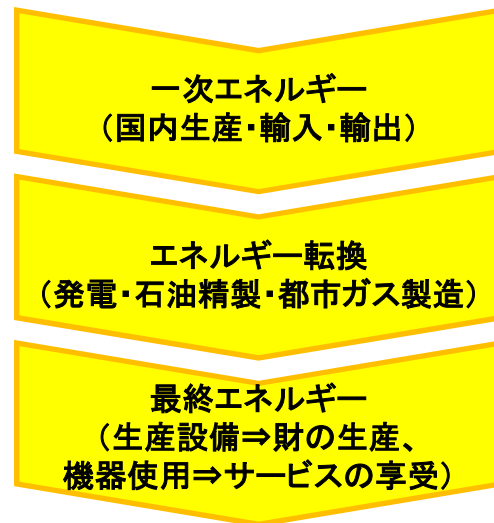 一次エネルギー
（国内生産・輸入・輸出）
エネルギー転換
（発電・石油精製・都市ガス製造）
最終エネルギー
（生産設備⇒財の生産、
機器使用⇒サービスの享受）